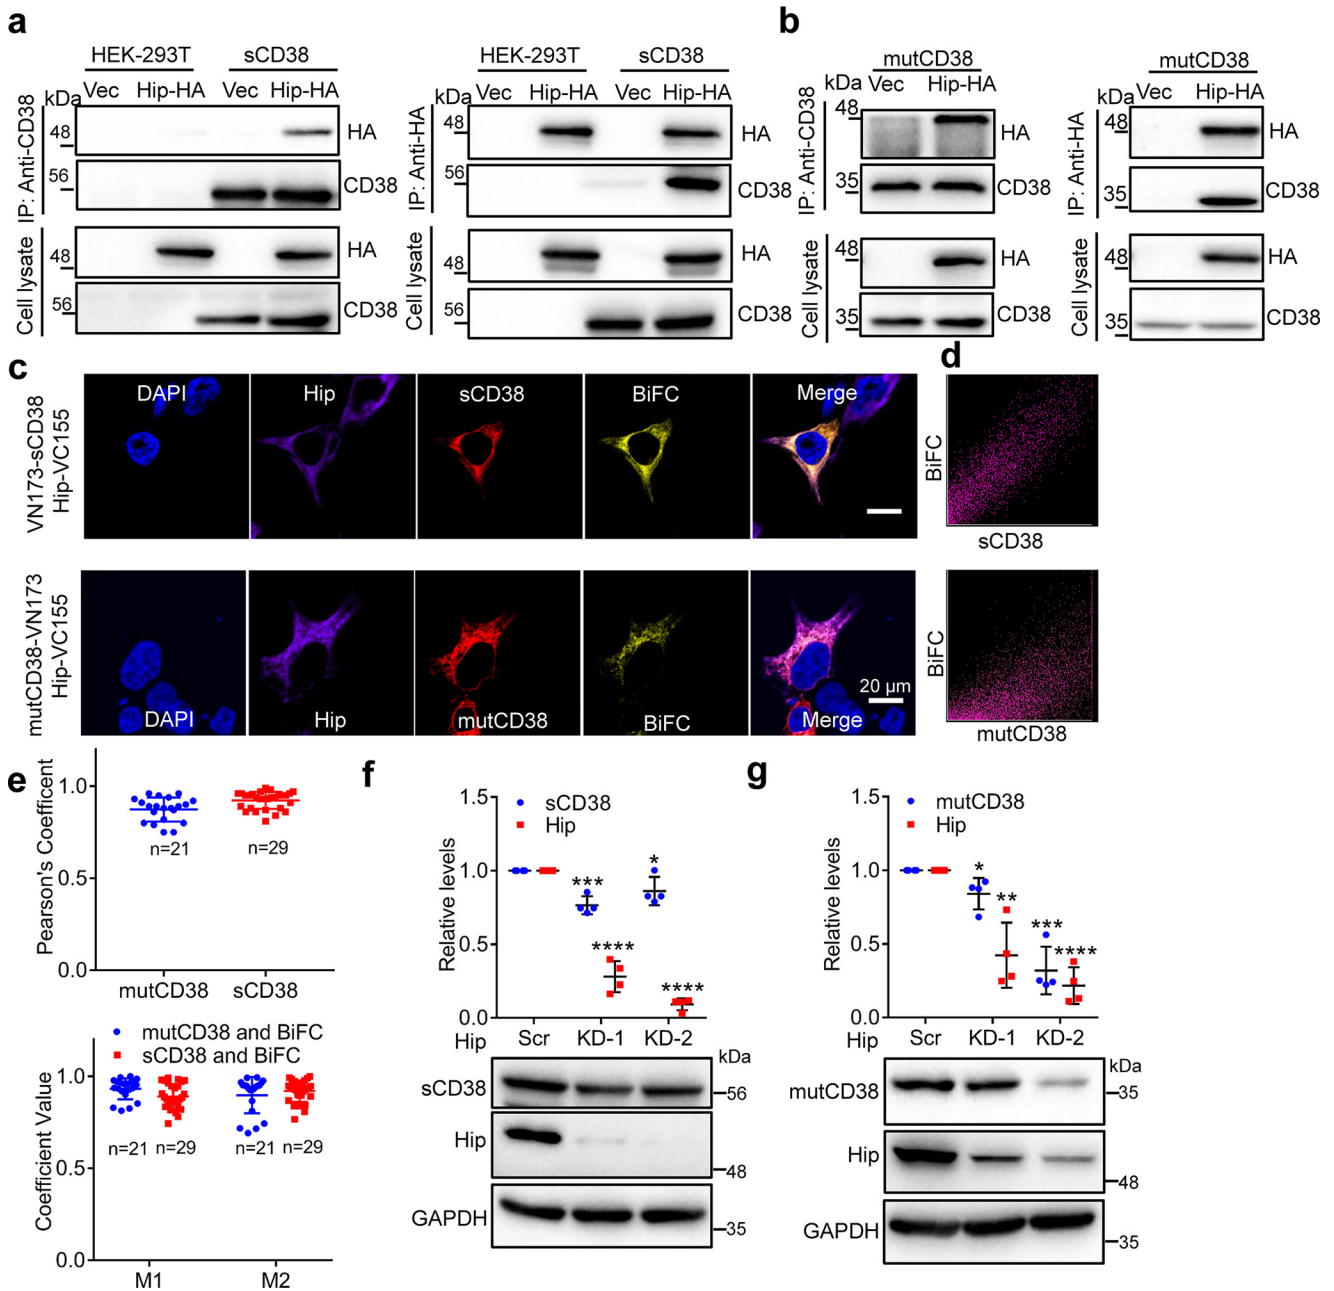 a
HEK-293T sCD38
kDa Vec Hip-HA Vec Hip-HA
IP: Anti-CD38
48 HA
56 CD38
Cell lysate
48 HA
56 CD38
HEK-293T sCD38
kDa Vec Hip-HA Vec Hip-HA
IP: Anti-HA
48 HA
56 CD38
Cell lysate
48 HA
56 CD38
b
mutCD38
kDa Vec Hip-HA
IP: Anti-CD38
48 HA
35 CD38
Cell lysate
48 HA
35 CD38
mutCD38
kDa Vec Hip-HA
IP: Anti-HA
48 HA
35 CD38
Cell lysate
48 HA
35 CD38
c
VN173-sCD38
Hip-VC155
DAPI Hip sCD38 BiFC Merge
mutCD38-VN173
Hip-VC155
20 μm
DAPI Hip mutCD38 BiFC Merge
d
BiFC
sCD38
BiFC
mutCD38
e
Pearson's Coefficent
1.0
0.5
0.0
n=21 n=29
mutCD38 sCD38
mutCD38 and BiFC
sCD38 and BiFC
Coefficient Value
1.0
0.5
0.0
n=21 n=29 n=21 n=29
M1 M2
f
Relative levels
1.5
1.0
0.5
0.0
sCD38
Hip
*** *
**** ****
Hip Scr KD-1 KD-2
kDa
sCD38 56
Hip 48
GAPDH 35
g
Relative levels
1.5
1.0
0.5
0.0
mutCD38
Hip
* ** *** ****
Hip Scr KD-1 KD-2
kDa
mutCD38 35
Hip 48
GAPDH 35